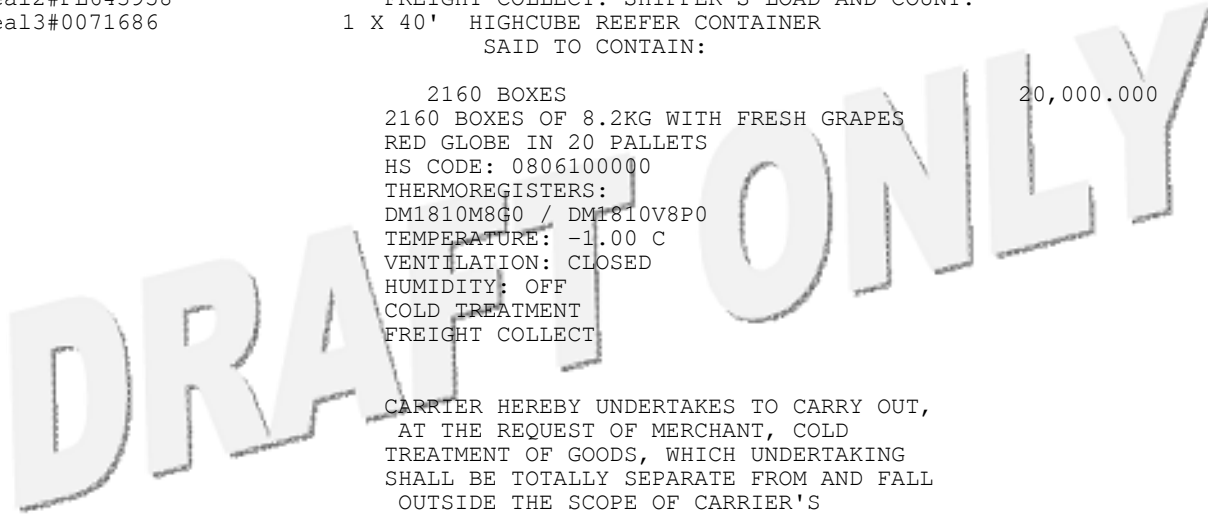 FREIGHT COLLECT. SHIPPER'S LOAD AND COUNT.
eal3#0071686 1 X 40' HIGHCUBE REEFER CONTAINER
SAID TO CONTAIN:
2160 BOXES 20,000.000
2160 BOXES OF 8.2KG WITH FRESH GRAPES
RED GLOBE IN 20 PALLETS
HS CODE: 0806100000
THERMOREGISTERS:
DM1810M8G0 / DM1810V8P0
TEMPERATURE: -1.00 C
VENTILATION: CLOSED
HUMIDITY: OFF
COLD TREATMENT
FREIGHT COLLECT
CARRIER HEREBY UNDERTAKES TO CARRY OUT,
AT THE REQUEST OF MERCHANT, COLD
TREATMENT OF GOODS, WHICH UNDERTAKING
SHALL BE TOTALLY SEPARATE FROM AND FALL
OUTSIDE THE SCOPE OF CARRIER'S
DRAFT ONLY